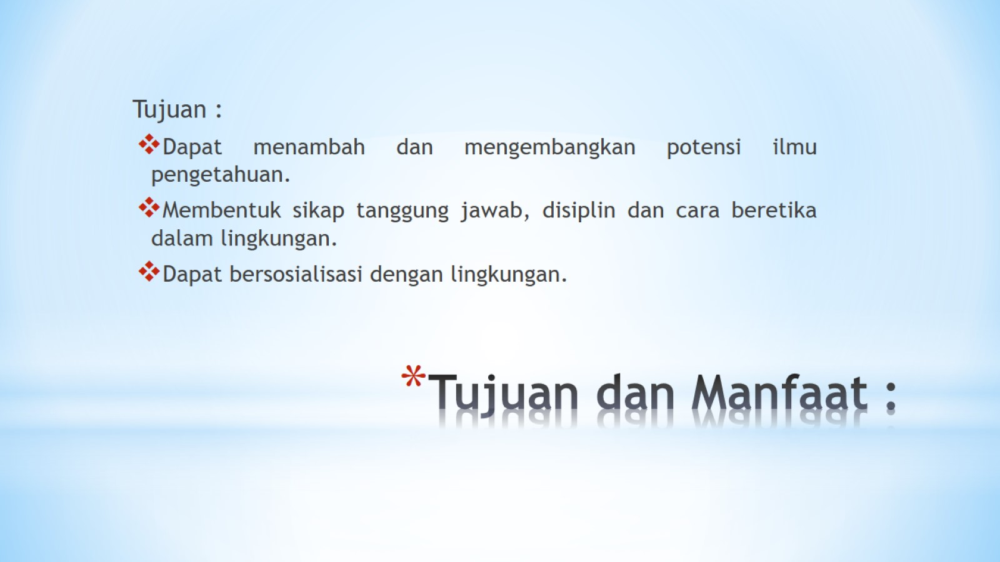 Tujuan :
❖Dapat menambah dan mengembangkan potensi ilmu
pengetahuan.
❖Membentuk sikap tanggung jawab, disiplin dan cara beretika
dalam lingkungan.
❖Dapat bersosialisasi dengan lingkungan.
*Tujuan dan Manfaat :